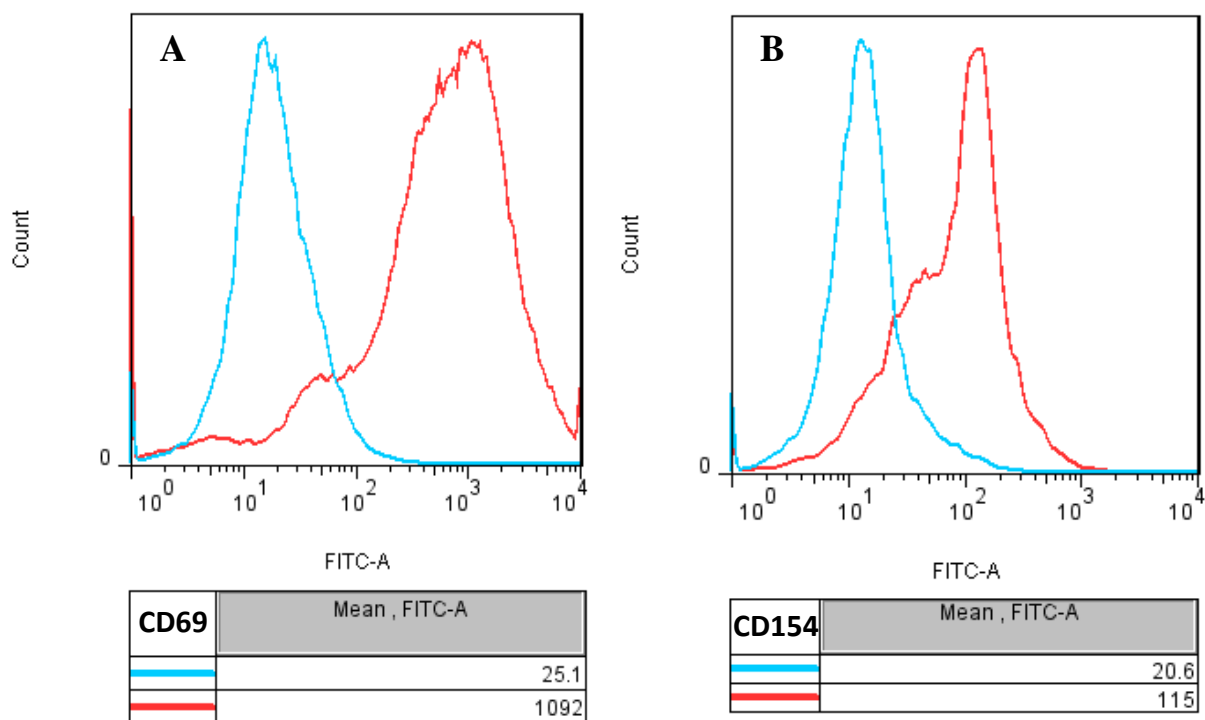 A
Count
0
10^0 10^1 10^2 10^3 10^4
FITC-A
CD69 Mean , FITC-A
25.1
1092
B
Count
0
10^0 10^1 10^2 10^3 10^4
FITC-A
CD154 Mean , FITC-A
20.6
115